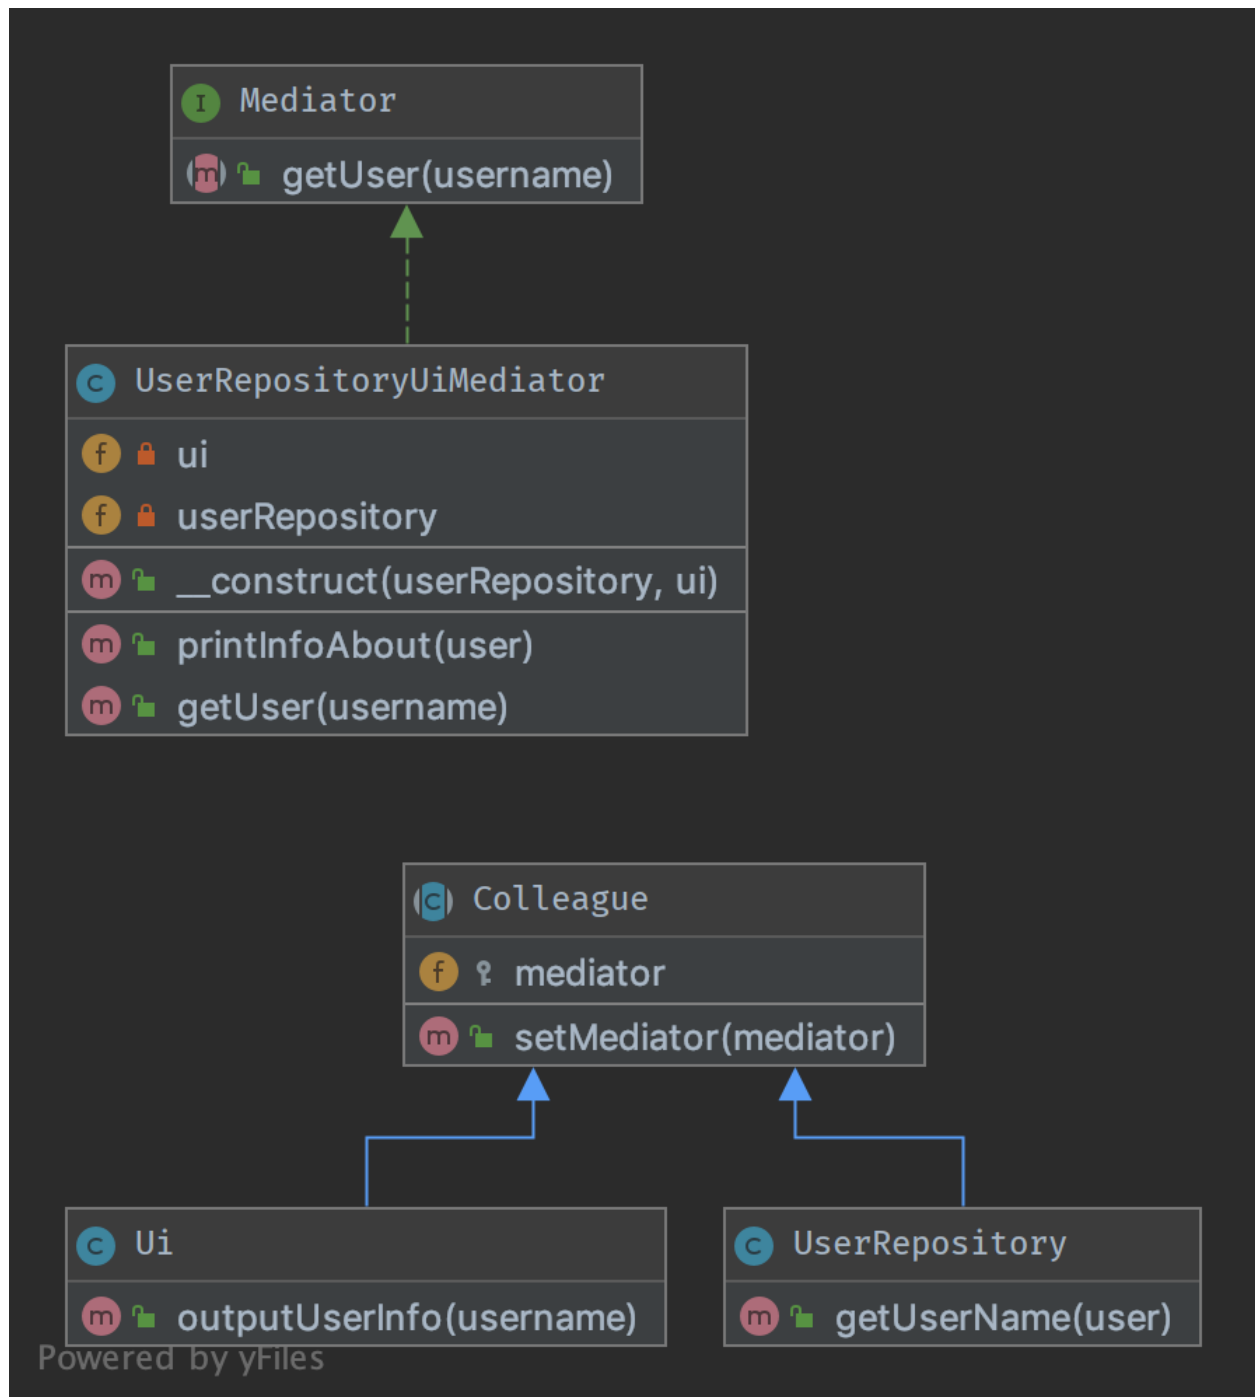 I Mediator
m getUser(username)
C UserRepositoryUiMediator
f ui
f userRepository
m __construct(userRepository, ui)
m printInfoAbout(user)
m getUser(username)
C Colleague
f mediator
m setMediator(mediator)
C Ui
m outputUserInfo(username)
C UserRepository
m getUserName(user)
Powered by yFiles